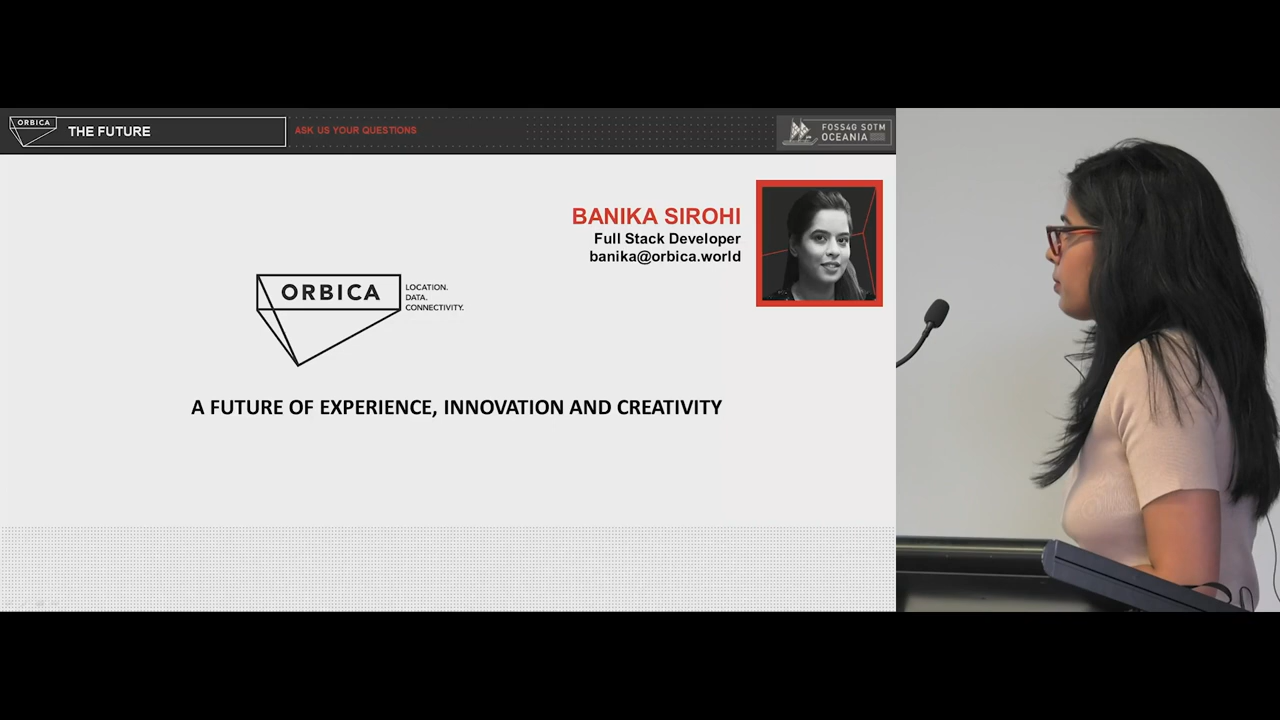 ORBICA
THE FUTURE
ASK US YOUR QUESTIONS
FOSS4G SOTM
OCEANIA
BANIKA SIROHI
Full Stack Developer
banika@orbica.world
ORBICA
LOCATION.
DATA.
CONNECTIVITY.
A FUTURE OF EXPERIENCE, INNOVATION AND CREATIVITY